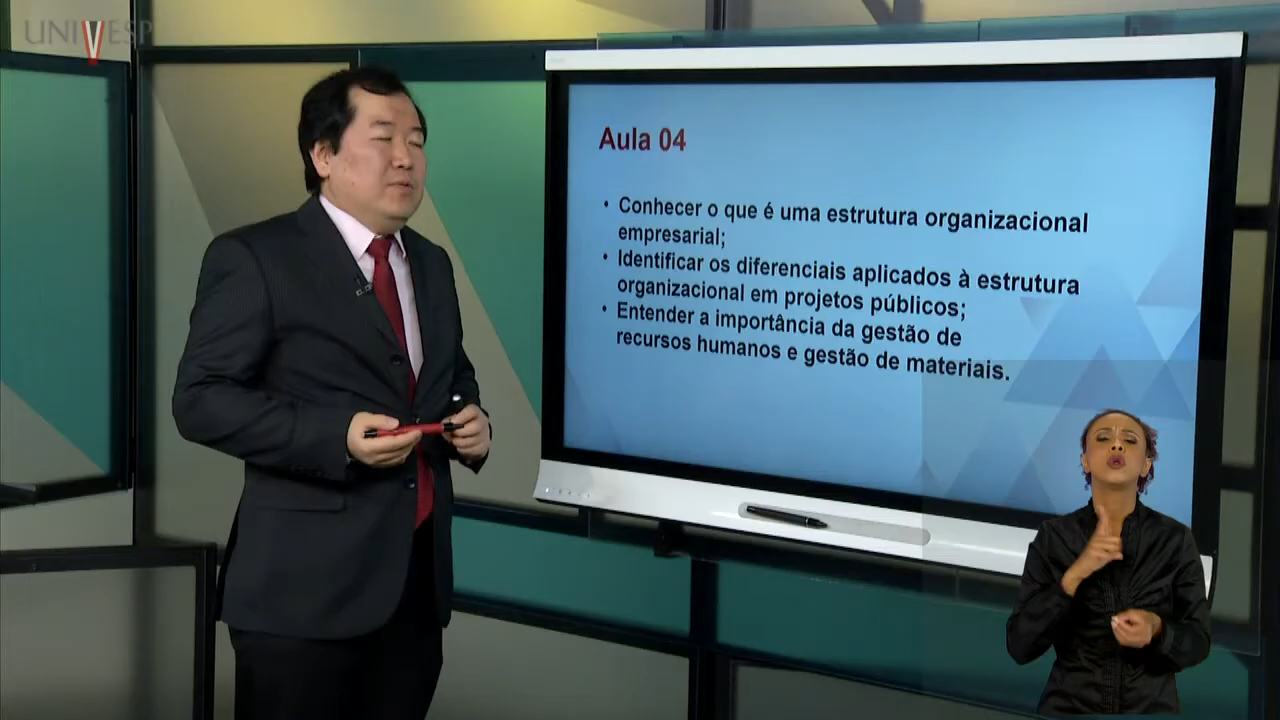 UNIVESP
Aula 04
• Conhecer o que é uma estrutura organizacional
empresarial;
• Identificar os diferenciais aplicados à estrutura
organizacional em projetos públicos;
• Entender a importância da gestão de
recursos humanos e gestão de materiais.